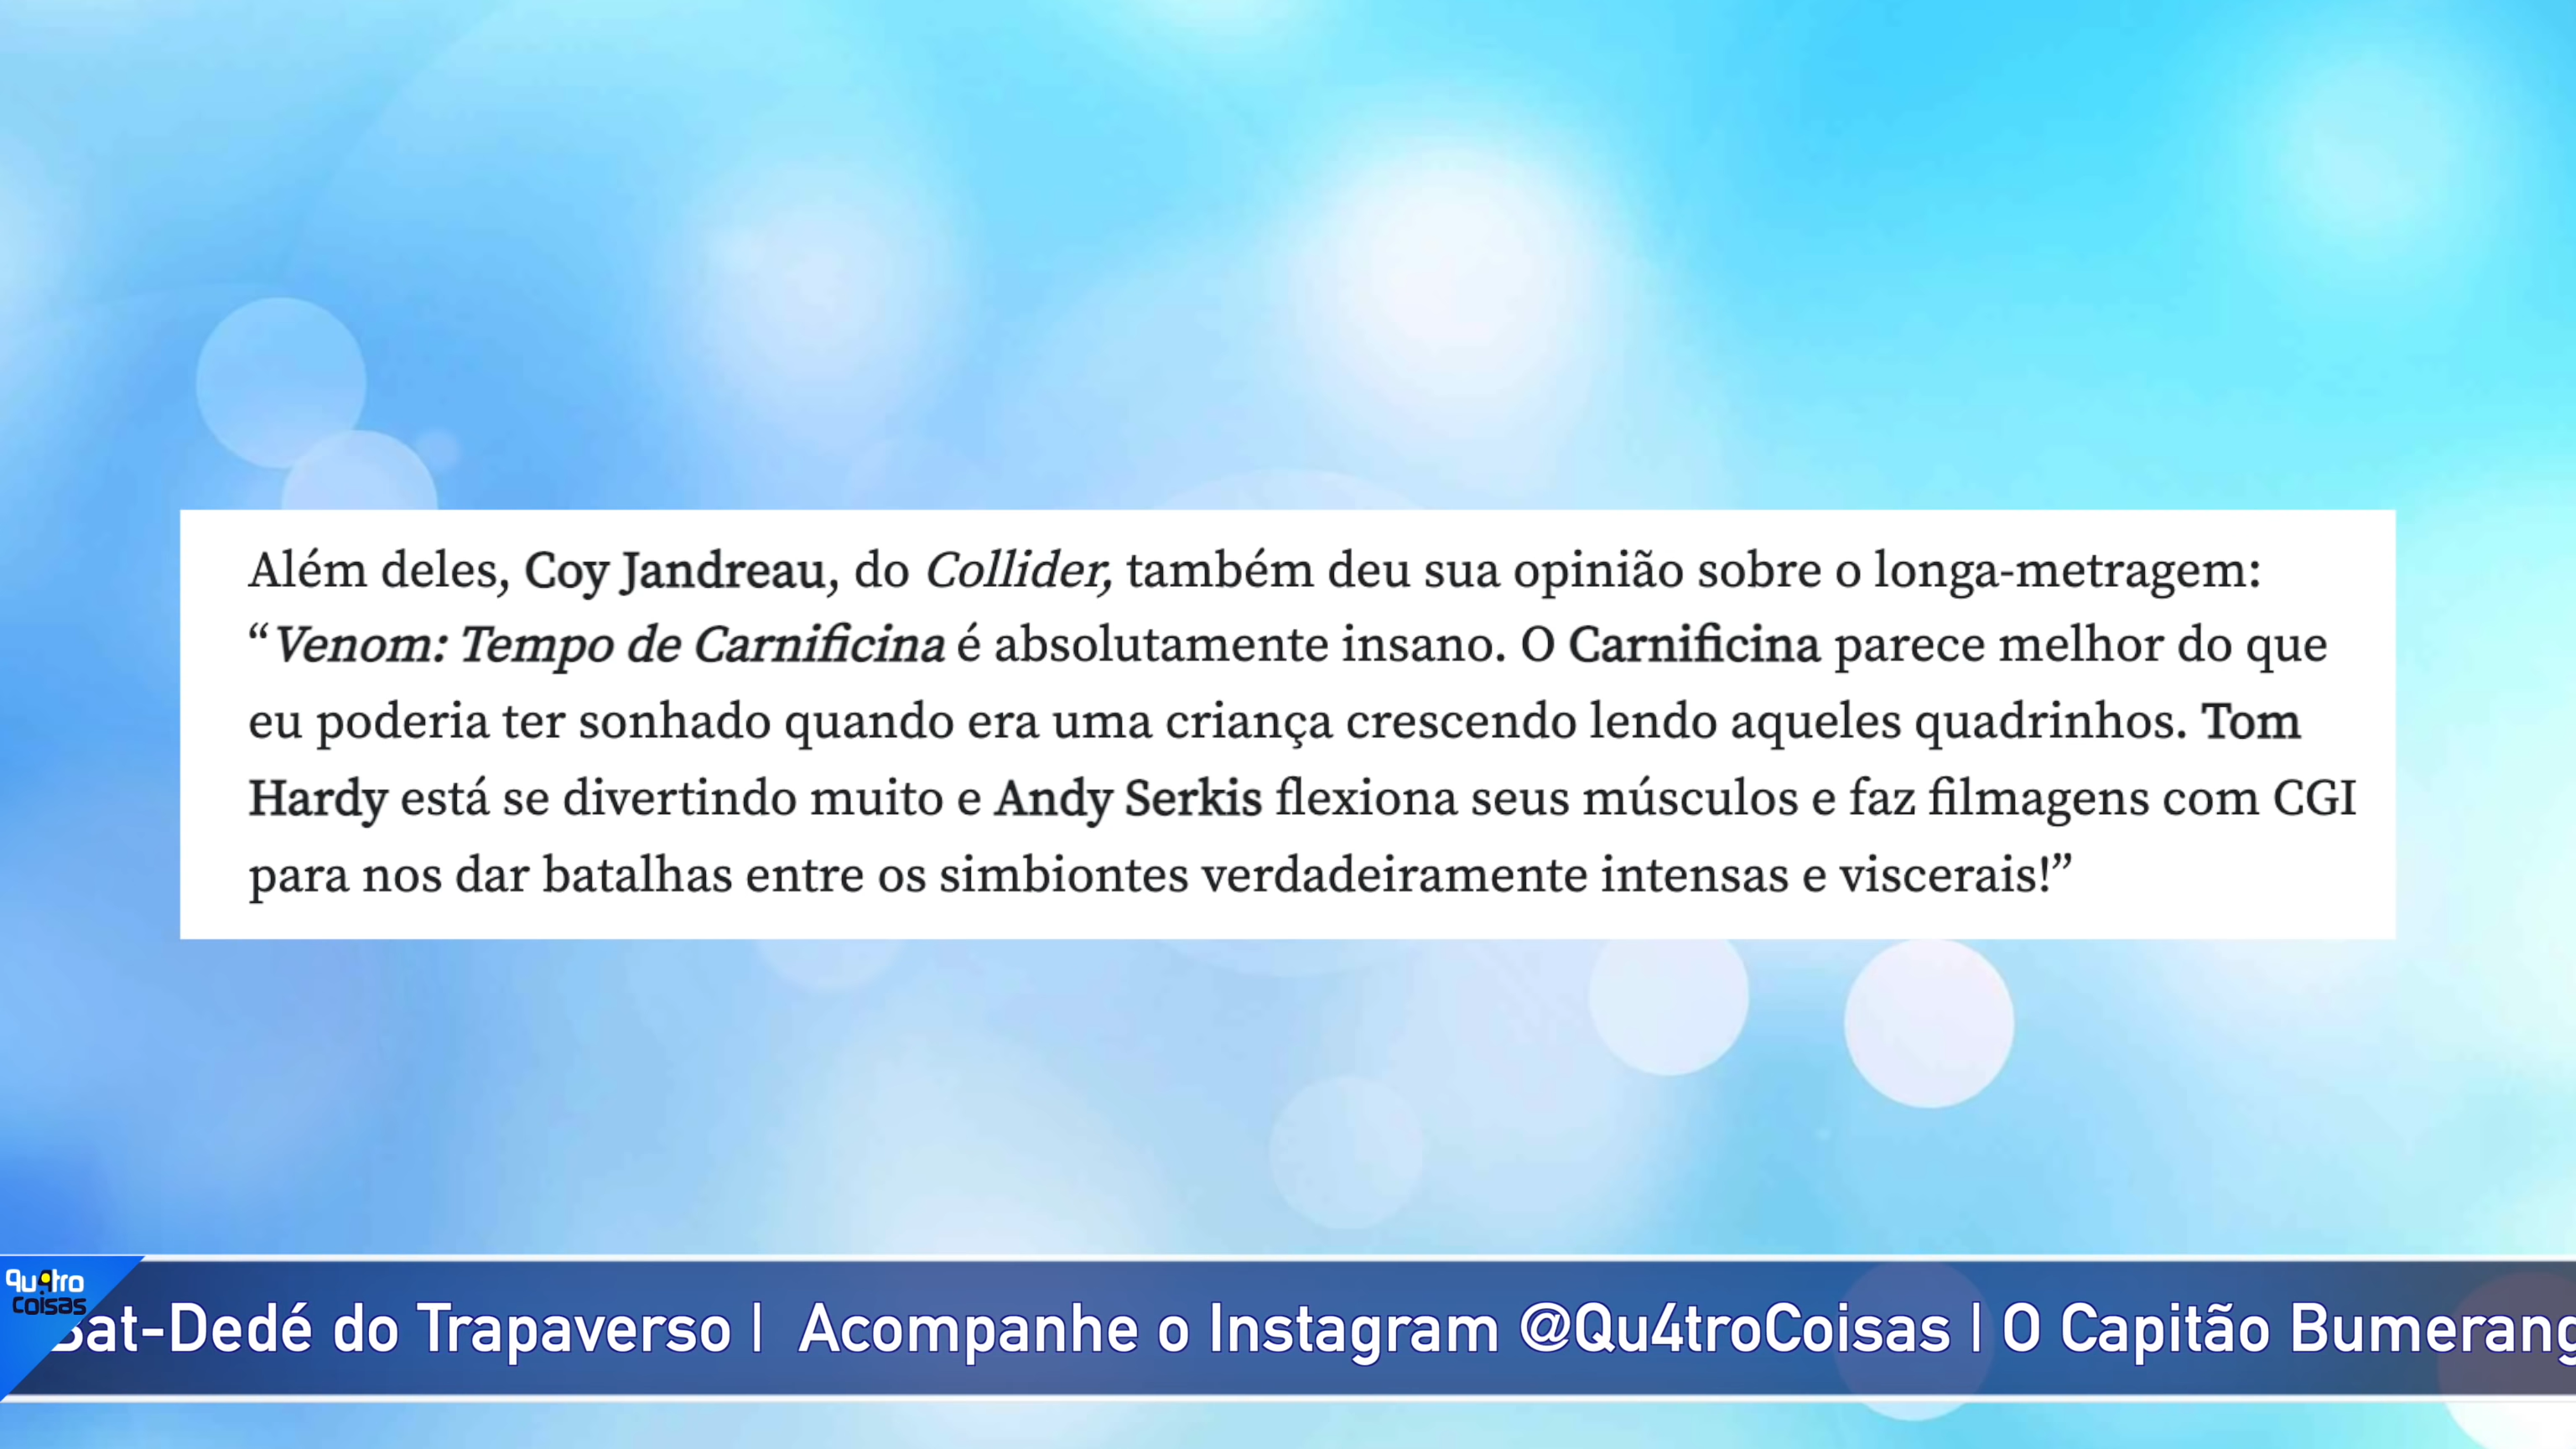 Além deles, Coy Jandreau, do Collider, também deu sua opinião sobre o longa-metragem:
“Venom: Tempo de Carnificina é absolutamente insano. O Carnificina parece melhor do que
eu poderia ter sonhado quando era uma criança crescendo lendo aqueles quadrinhos. Tom
Hardy está se divertindo muito e Andy Serkis flexiona seus músculos e faz filmagens com CGI
para nos dar batalhas entre os simbiontes verdadeiramente intensas e viscerais!”
qu4tro
coisas
Bat-Dedé do Trapaverso | Acompanhe o Instagram @Qu4troCoisas | O Capitão Bumerang